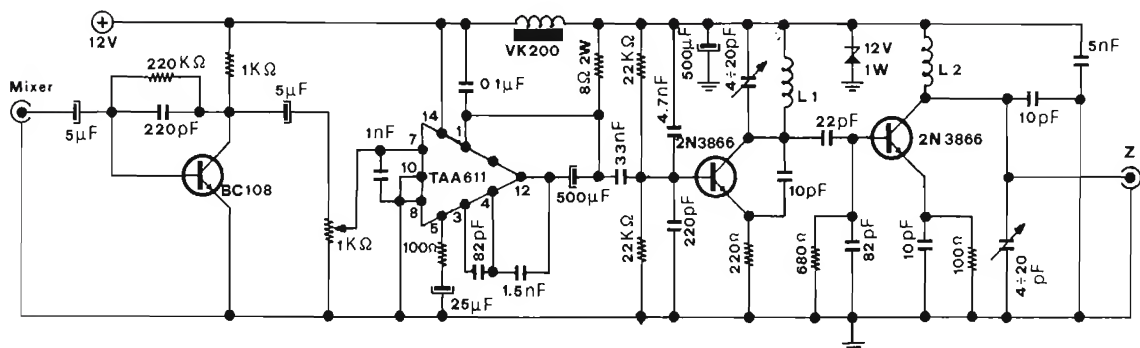 12V
Mixer
5µF
220KΩ
220pF
1KΩ
BC108
5µF
1KΩ
1nF
VK200
0.1µF
8Ω 2W
14
1
7
10
TAA611
8
5
3
4
12
100Ω
25µF
82pF
1.5nF
500µF
33nF
22KΩ
22KΩ
4.7nF
220pF
500µF
4÷20pF
L1
2N3866
10pF
220Ω
22pF
680Ω
82pF
12V
1W
2N3866
L2
10pF
100Ω
5nF
10pF
4÷20
pF
Z